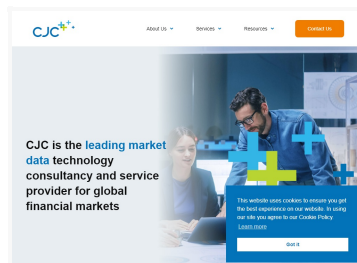 CJC
About Us
Services
Resources
Contact Us
CJC is the leading market
data technology
consultancy and service
provider for global
financial markets
This website uses cookies to ensure you get
the best experience on our website. In using
our site you agree to our Cookie Policy
Learn more
Got it